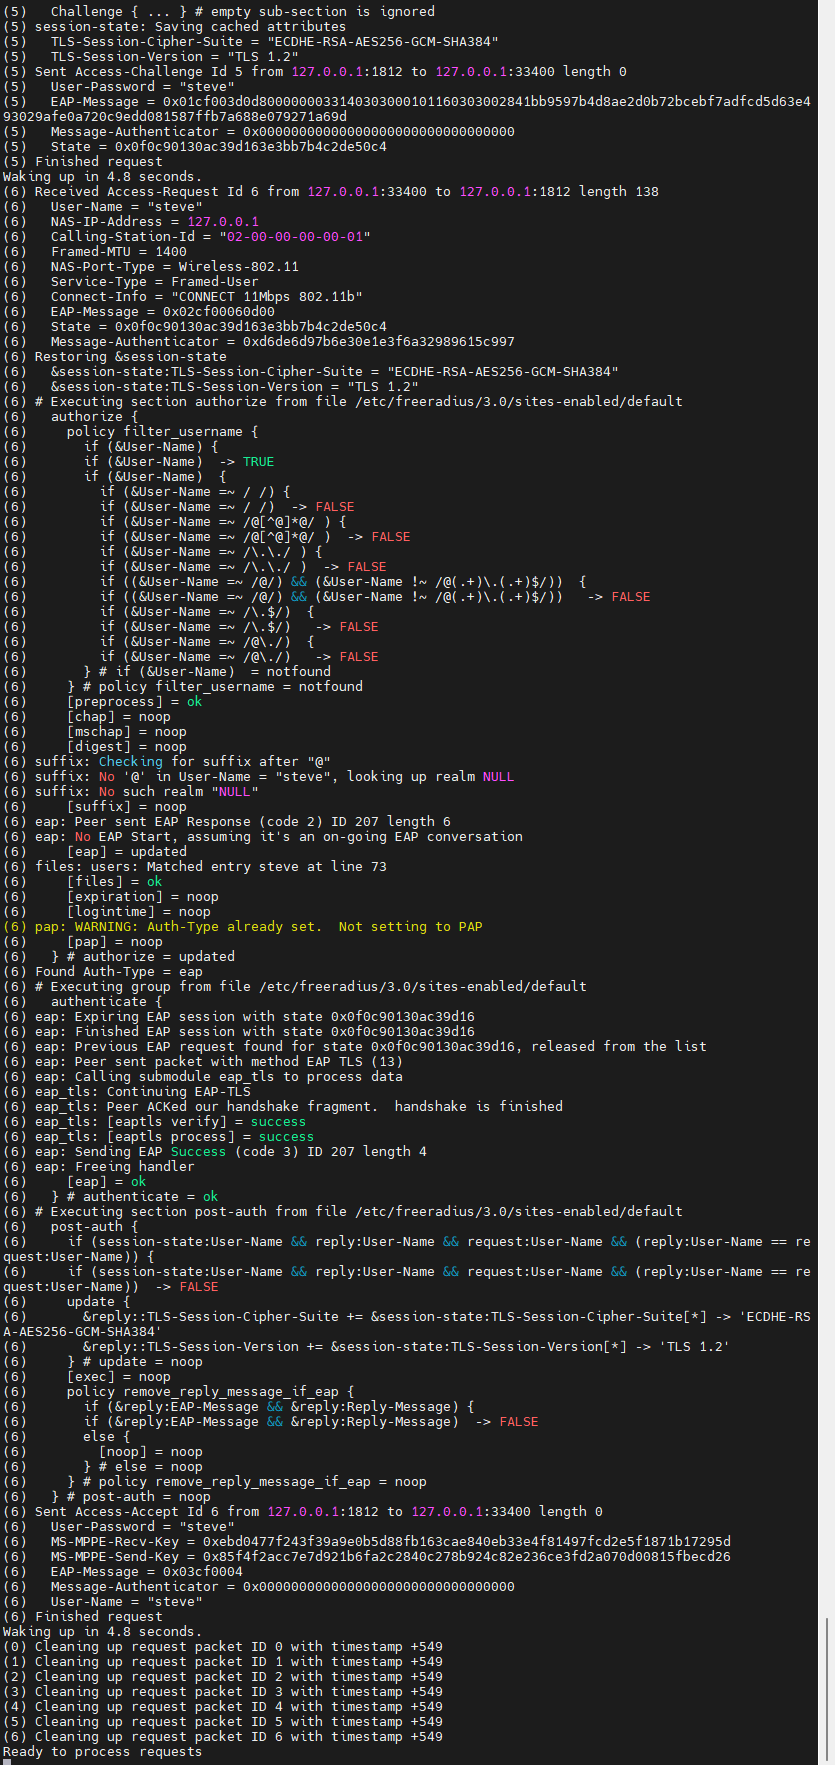 (5)   Challenge { ... } # empty sub-section is ignored
(5) session-state: Saving cached attributes
(5)   TLS-Session-Cipher-Suite = "ECDHE-RSA-AES256-GCM-SHA384"
(5)   TLS-Session-Version = "TLS 1.2"
(5) Sent Access-Challenge Id 5 from 127.0.0.1:1812 to 127.0.0.1:33400 length 0
(5)   User-Password = "steve"
(5)   EAP-Message = 0x01cf003d0d80000000331403030001011603030028 41bb9597b4d8ae2d0b72bcebf7adfcd5d63e4
93029afe0a720c9edd081587ffb7a688e079271a69d
(5)   Message-Authenticator = 0x00000000000000000000000000000000
(5)   State = 0x0f0c90130ac39d163e3bb7b4c2de50c4
(5) Finished request
Waking up in 4.8 seconds.
(6) Received Access-Request Id 6 from 127.0.0.1:33400 to 127.0.0.1:1812 length 138
(6)   User-Name = "steve"
(6)   NAS-IP-Address = 127.0.0.1
(6)   Calling-Station-Id = "02-00-00-00-00-01"
(6)   Framed-MTU = 1400
(6)   NAS-Port-Type = Wireless-802.11
(6)   Service-Type = Framed-User
(6)   Connect-Info = "CONNECT 11Mbps 802.11b"
(6)   EAP-Message = 0x02cf00060d00
(6)   State = 0x0f0c90130ac39d163e3bb7b4c2de50c4
(6)   Message-Authenticator = 0xd6de6d97b6e30e1e3f6a32989615c997
(6) Restoring &session-state
(6)   &session-state:TLS-Session-Cipher-Suite = "ECDHE-RSA-AES256-GCM-SHA384"
(6)   &session-state:TLS-Session-Version = "TLS 1.2"
(6) # Executing section authorize from file /etc/freeradius/3.0/sites-enabled/default
(6)   authorize {
(6)     policy filter_username {
(6)       if (&User-Name) {
(6)       if (&User-Name)  -> TRUE
(6)       if (&User-Name)  {
(6)         if (&User-Name =~ / /) {
(6)         if (&User-Name =~ / /)  -> FALSE
(6)         if (&User-Name =~ /@[^@]*@/ ) {
(6)         if (&User-Name =~ /@[^@]*@/ )  -> FALSE
(6)         if (&User-Name =~ /\.\./ ) {
(6)         if (&User-Name =~ /\.\./ )  -> FALSE
(6)         if ((&User-Name =~ /@/) && (&User-Name !~ /@(.+)\.(.+)$/))  {
(6)         if ((&User-Name =~ /@/) && (&User-Name !~ /@(.+)\.(.+)$/))   -> FALSE
(6)         if (&User-Name =~ /\.$/)  {
(6)         if (&User-Name =~ /\.$/)   -> FALSE
(6)         if (&User-Name =~ /@\./)  {
(6)         if (&User-Name =~ /@\./)   -> FALSE
(6)       } # if (&User-Name)  = notfound
(6)     } # policy filter_username = notfound
(6)     [preprocess] = ok
(6)     [chap] = noop
(6)     [mschap] = noop
(6)     [digest] = noop
(6) suffix: Checking for suffix after "@"
(6) suffix: No '@' in User-Name = "steve", looking up realm NULL
(6) suffix: No such realm "NULL"
(6)     [suffix] = noop
(6) eap: Peer sent EAP Response (code 2) ID 207 length 6
(6) eap: No EAP Start, assuming it's an on-going EAP conversation
(6)     [eap] = updated
(6) files: users: Matched entry steve at line 73
(6)     [files] = ok
(6)     [expiration] = noop
(6)     [logintime] = noop
(6) pap: WARNING: Auth-Type already set.  Not setting to PAP
(6)     [pap] = noop
(6)   } # authorize = updated
(6) Found Auth-Type = eap
(6) # Executing group from file /etc/freeradius/3.0/sites-enabled/default
(6)   authenticate {
(6) eap: Expiring EAP session with state 0x0f0c90130ac39d16
(6) eap: Finished EAP session with state 0x0f0c90130ac39d16
(6) eap: Previous EAP request found for state 0x0f0c90130ac39d16, released from the list
(6) eap: Peer sent packet with method EAP TLS (13)
(6) eap: Calling submodule eap_tls to process data
(6) eap_tls: Continuing EAP-TLS
(6) eap_tls: Peer ACKed our handshake fragment.  handshake is finished
(6) eap_tls: [eaptls verify] = success
(6) eap_tls: [eaptls process] = success
(6) eap: Sending EAP Success (code 3) ID 207 length 4
(6) eap: Freeing handler
(6)     [eap] = ok
(6)   } # authenticate = ok
(6) # Executing section post-auth from file /etc/freeradius/3.0/sites-enabled/default
(6)   post-auth {
(6)     if (session-state:User-Name && reply:User-Name && request:User-Name && (reply:User-Name == re
quest:User-Name)) {
(6)     if (session-state:User-Name && reply:User-Name && request:User-Name && (reply:User-Name == re
quest:User-Name))  -> FALSE
(6)     update {
(6)       &reply::TLS-Session-Cipher-Suite += &session-state:TLS-Session-Cipher-Suite[*] -> 'ECDHE-RS
A-AES256-GCM-SHA384'
(6)       &reply::TLS-Session-Version += &session-state:TLS-Session-Version[*] -> 'TLS 1.2'
(6)     } # update = noop
(6)     [exec] = noop
(6)     policy remove_reply_message_if_eap {
(6)       if (&reply:EAP-Message && &reply:Reply-Message) {
(6)       if (&reply:EAP-Message && &reply:Reply-Message)  -> FALSE
(6)       else {
(6)         [noop] = noop
(6)       } # else = noop
(6)     } # policy remove_reply_message_if_eap = noop
(6)   } # post-auth = noop
(6) Sent Access-Accept Id 6 from 127.0.0.1:1812 to 127.0.0.1:33400 length 0
(6)   User-Password = "steve"
(6)   MS-MPPE-Recv-Key = 0xebd0477f243f39a9e0b5d88fb163cae840eb33e4f81497fcd2e5f1871b17295d
(6)   MS-MPPE-Send-Key = 0x85f4f2acc7e7d921b6fa2c2840c278b924c82e236ce3fd2a070d00815fbecd26
(6)   EAP-Message = 0x03cf0004
(6)   Message-Authenticator = 0x00000000000000000000000000000000
(6)   User-Name = "steve"
(6) Finished request
Waking up in 4.8 seconds.
(0) Cleaning up request packet ID 0 with timestamp +549
(1) Cleaning up request packet ID 1 with timestamp +549
(2) Cleaning up request packet ID 2 with timestamp +549
(3) Cleaning up request packet ID 3 with timestamp +549
(4) Cleaning up request packet ID 4 with timestamp +549
(5) Cleaning up request packet ID 5 with timestamp +549
(6) Cleaning up request packet ID 6 with timestamp +549
Ready to process requests